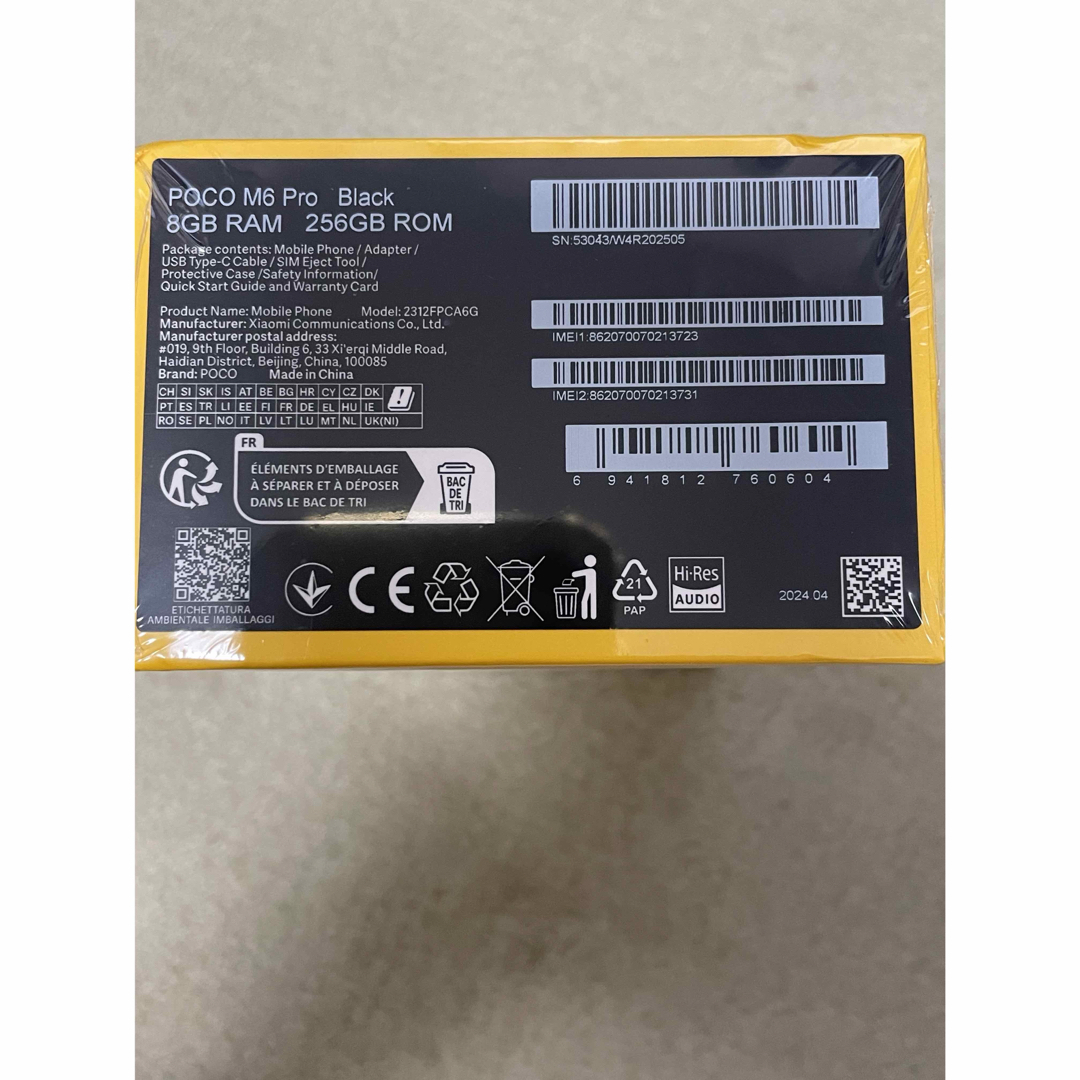 POCO M6 Pro Black
8GB RAM 256GB ROM
Package contents: Mobile Phone / Adapter /
USB Type-C Cable / SIM Eject Tool /
Protective Case /Safety Information/
Quick Start Guide and Warranty Card
Product Name: Mobile Phone Model: 2312FPCA6G
Manufacturer: Xiaomi Communications Co., Ltd.
Manufacturer postal address:
#019, 9th Floor, Building 6, 33 Xi'erqi Middle Road,
Haidian District, Beijing, China, 100085
Brand: POCO Made in China
CH SI SK IS AT BE BG HR CY CZ DK
PT ES TR LI EE FI FR DE EL HU IE
RO SE PL NO IT LV LT LU MT NL UK(NI)
SN:53043/W4R202505
IMEI1:862070070213723
IMEI2:862070070213731
6 941812 760604
FR
ÉLÉMENTS D'EMBALLAGE
À SÉPARER ET À DÉPOSER
DANS LE BAC DE TRI
BAC
DE
TRI
ETICHETTATURA
AMBIENTALE IMBALLAGGI
CE
21
PAP
Hi-Res
AUDIO
2024 04